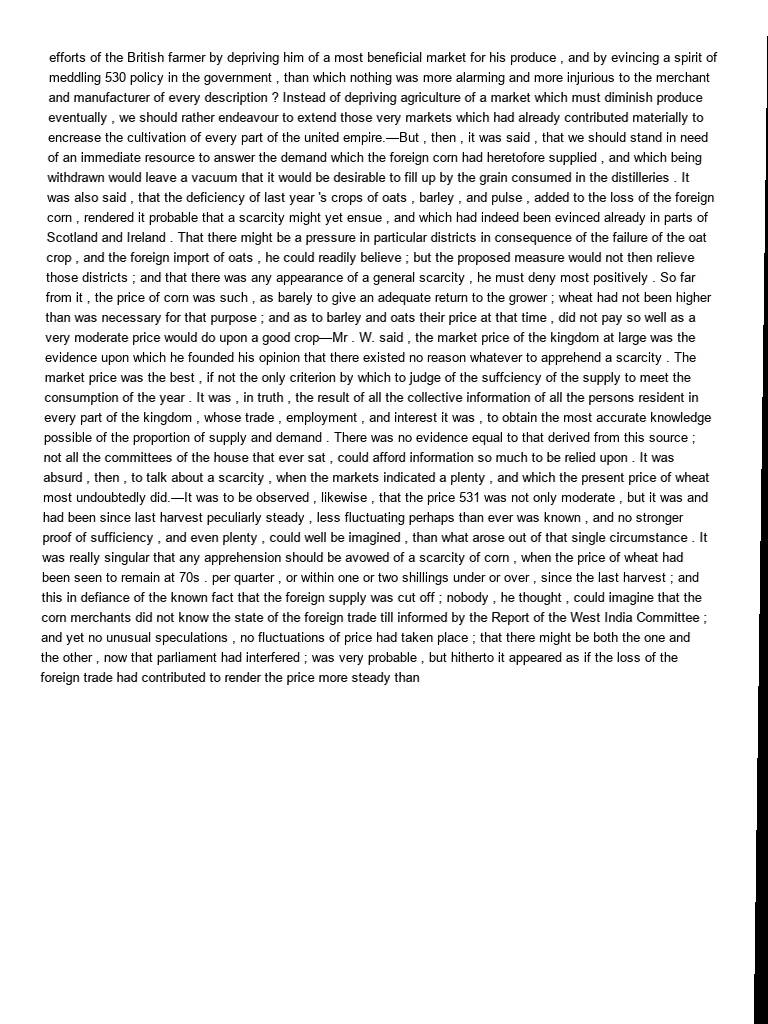 efforts of the British farmer by depriving him of a most beneficial market for his produce , and by evincing a spirit of
meddling 530 policy in the government , than which nothing was more alarming and more injurious to the merchant
and manufacturer of every description ? Instead of depriving agriculture of a market which must diminish produce
eventually , we should rather endeavour to extend those very markets which had already contributed materially to
encrease the cultivation of every part of the united empire.—But , then , it was said , that we should stand in need
of an immediate resource to answer the demand which the foreign corn had heretofore supplied , and which being
withdrawn would leave a vacuum that it would be desirable to fill up by the grain consumed in the distilleries . It
was also said , that the deficiency of last year 's crops of oats , barley , and pulse , added to the loss of the foreign
corn , rendered it probable that a scarcity might yet ensue , and which had indeed been evinced already in parts of
Scotland and Ireland . That there might be a pressure in particular districts in consequence of the failure of the oat
crop , and the foreign import of oats , he could readily believe ; but the proposed measure would not then relieve
those districts ; and that there was any appearance of a general scarcity , he must deny most positively . So far
from it , the price of corn was such , as barely to give an adequate return to the grower ; wheat had not been higher
than was necessary for that purpose ; and as to barley and oats their price at that time , did not pay so well as a
very moderate price would do upon a good crop—Mr . W. said , the market price of the kingdom at large was the
evidence upon which he founded his opinion that there existed no reason whatever to apprehend a scarcity . The
market price was the best , if not the only criterion by which to judge of the suffciency of the supply to meet the
consumption of the year . It was , in truth , the result of all the collective information of all the persons resident in
every part of the kingdom , whose trade , employment , and interest it was , to obtain the most accurate knowledge
possible of the proportion of supply and demand . There was no evidence equal to that derived from this source ;
not all the committees of the house that ever sat , could afford information so much to be relied upon . It was
absurd , then , to talk about a scarcity , when the markets indicated a plenty , and which the present price of wheat
most undoubtedly did.—It was to be observed , likewise , that the price 531 was not only moderate , but it was and
had been since last harvest peculiarly steady , less fluctuating perhaps than ever was known , and no stronger
proof of sufficiency , and even plenty , could well be imagined , than what arose out of that single circumstance . It
was really singular that any apprehension should be avowed of a scarcity of corn , when the price of wheat had
been seen to remain at 70s . per quarter , or within one or two shillings under or over , since the last harvest ; and
this in defiance of the known fact that the foreign supply was cut off ; nobody , he thought , could imagine that the
corn merchants did not know the state of the foreign trade till informed by the Report of the West India Committee ;
and yet no unusual speculations , no fluctuations of price had taken place ; that there might be both the one and
the other , now that parliament had interfered ; was very probable , but hitherto it appeared as if the loss of the
foreign trade had contributed to render the price more steady than